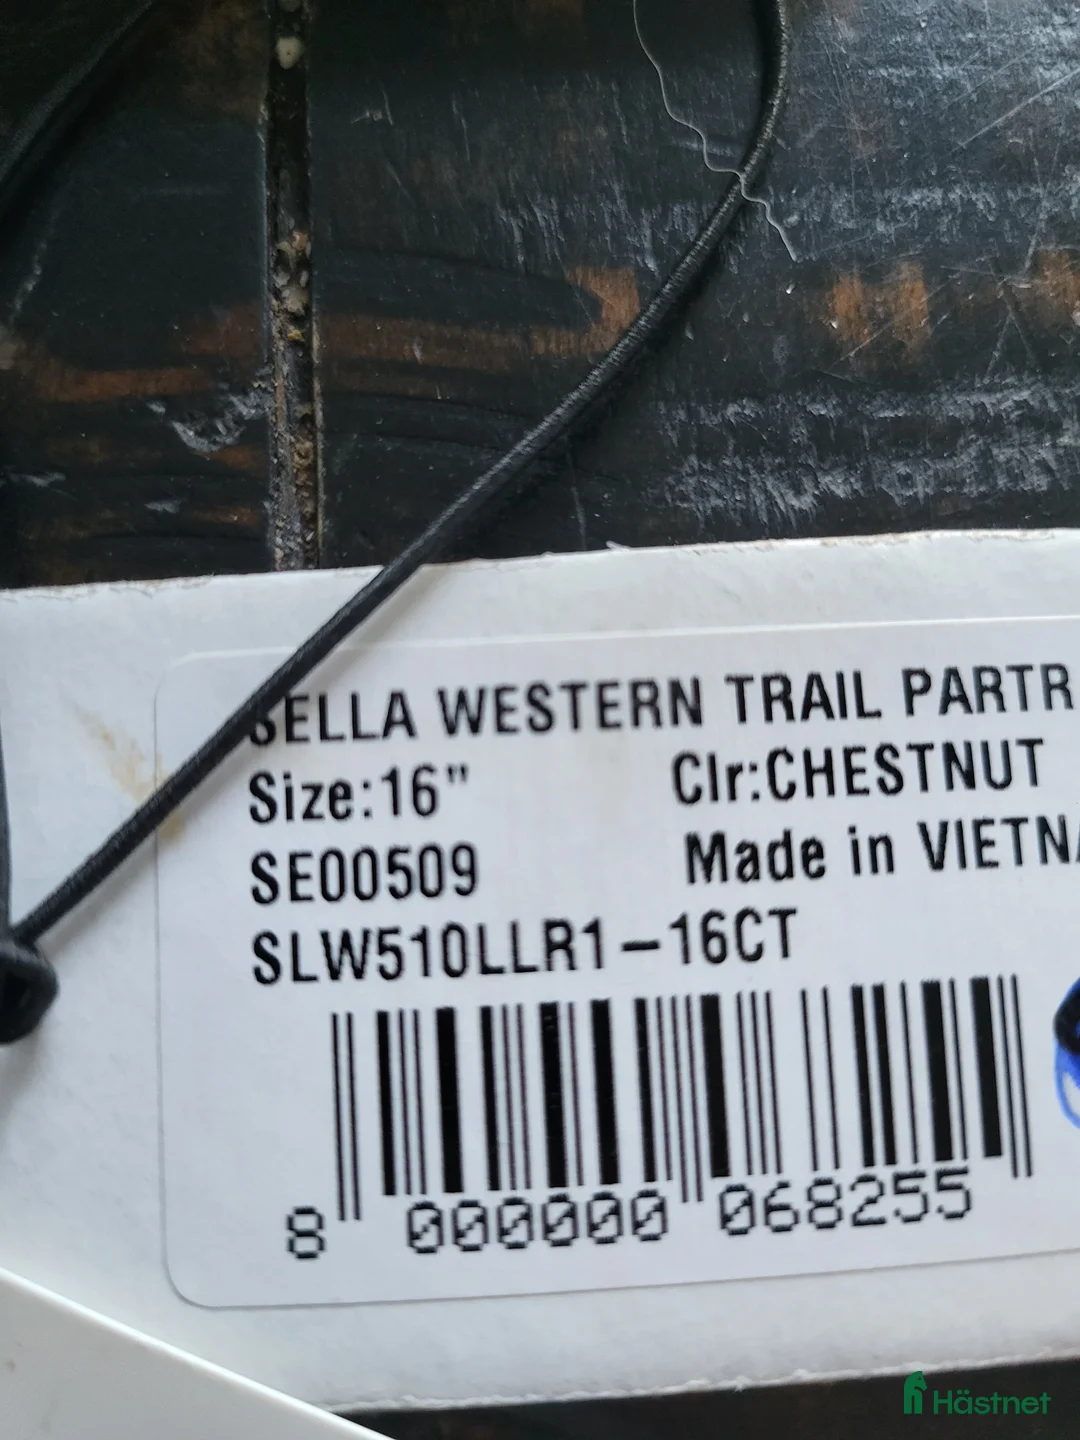 SELLA WESTERN TRAIL PARTR
Size:16" Clr:CHESTNUT
SE00509 Made in VIETNA
SLW510LLR1-16CT
8 000000 068255
Hästnet